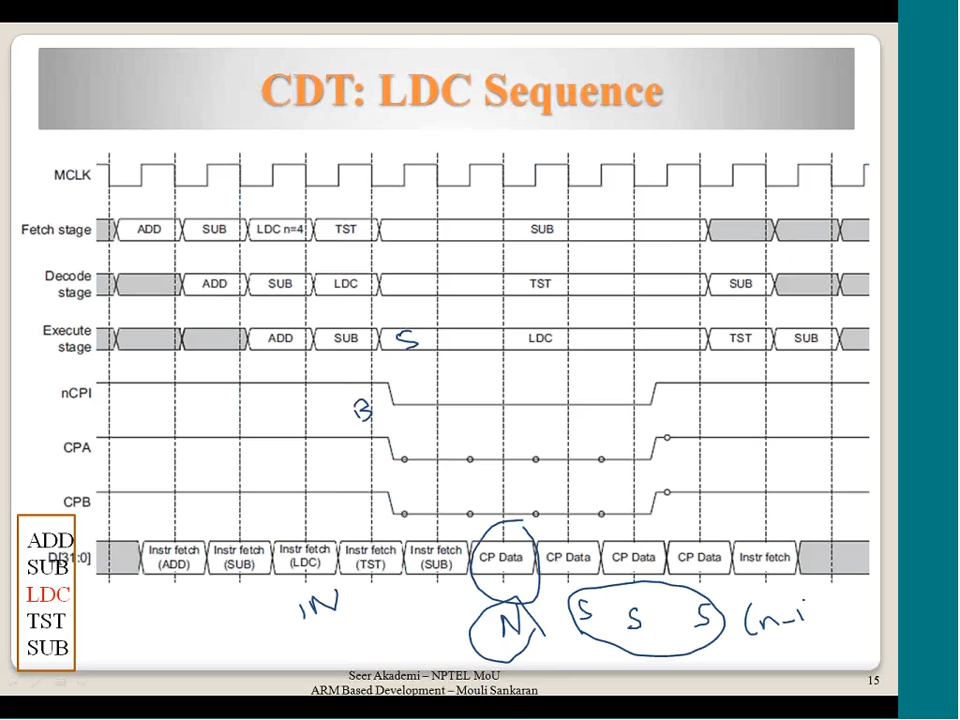 CDT: LDC Sequence
MCLK
Fetch stage ADD SUB LDC n=4 TST SUB
Decode stage ADD SUB LDC TST SUB
Execute stage ADD SUB S LDC TST SUB
nCPI
B
CPA
CPB
D[31:0] Instr fetch (ADD) Instr fetch (SUB) Instr fetch (LDC) Instr fetch (TST) Instr fetch (SUB) CP Data CP Data CP Data CP Data Instr fetch
ADD
SUB
LDC
TST
SUB
IN N S S S (n-i
Seer Akademi – NPTEL MoU
ARM Based Development – Mouli Sankaran
15